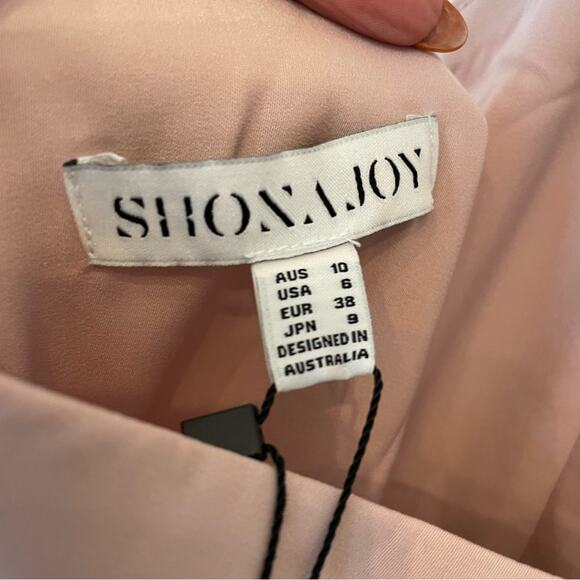 SHONA JOY
AUS 10
USA 6
EUR 38
JPN 9
DESIGNED IN
AUSTRALIA